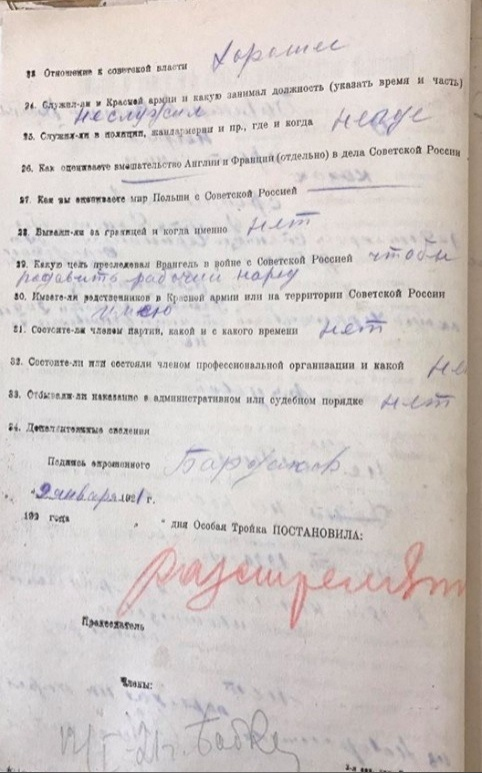 23. Отношение к советской власти хорошее
24. Служил-ли в Красной армии и какую занимал должность (указать время и часть)
не служил
25. Служил-ли в полиции, жандармерии и пр., где и когда нигде
26. Как оцениваете вмешательство Англии и Франции (отдельно) в дела Советской России
27. Как вы оцениваете мир Польши с Советской Россией
28. Бывали-ли за границей и когда именно нет
29. Какую цель преследовал Врангель в войне с Советской Россией чтобы
подавить рабочий народ
30. Имеете-ли родственников в Красной армии или на территории Советской России
имею
31. Состоите-ли членом партии, какой и с какого времени нет
32. Состоите-ли или состояли членом профессиональной организации и какой не
33. Отбывали-ли наказание в административном или судебном порядке нет
34. Дополнительные сведения
Подпись опрошенного
„ 2 января 1921 г.
192 года „ " дня Особая Тройка ПОСТАНОВИЛА:
расстрелять
Председатель
Члены: